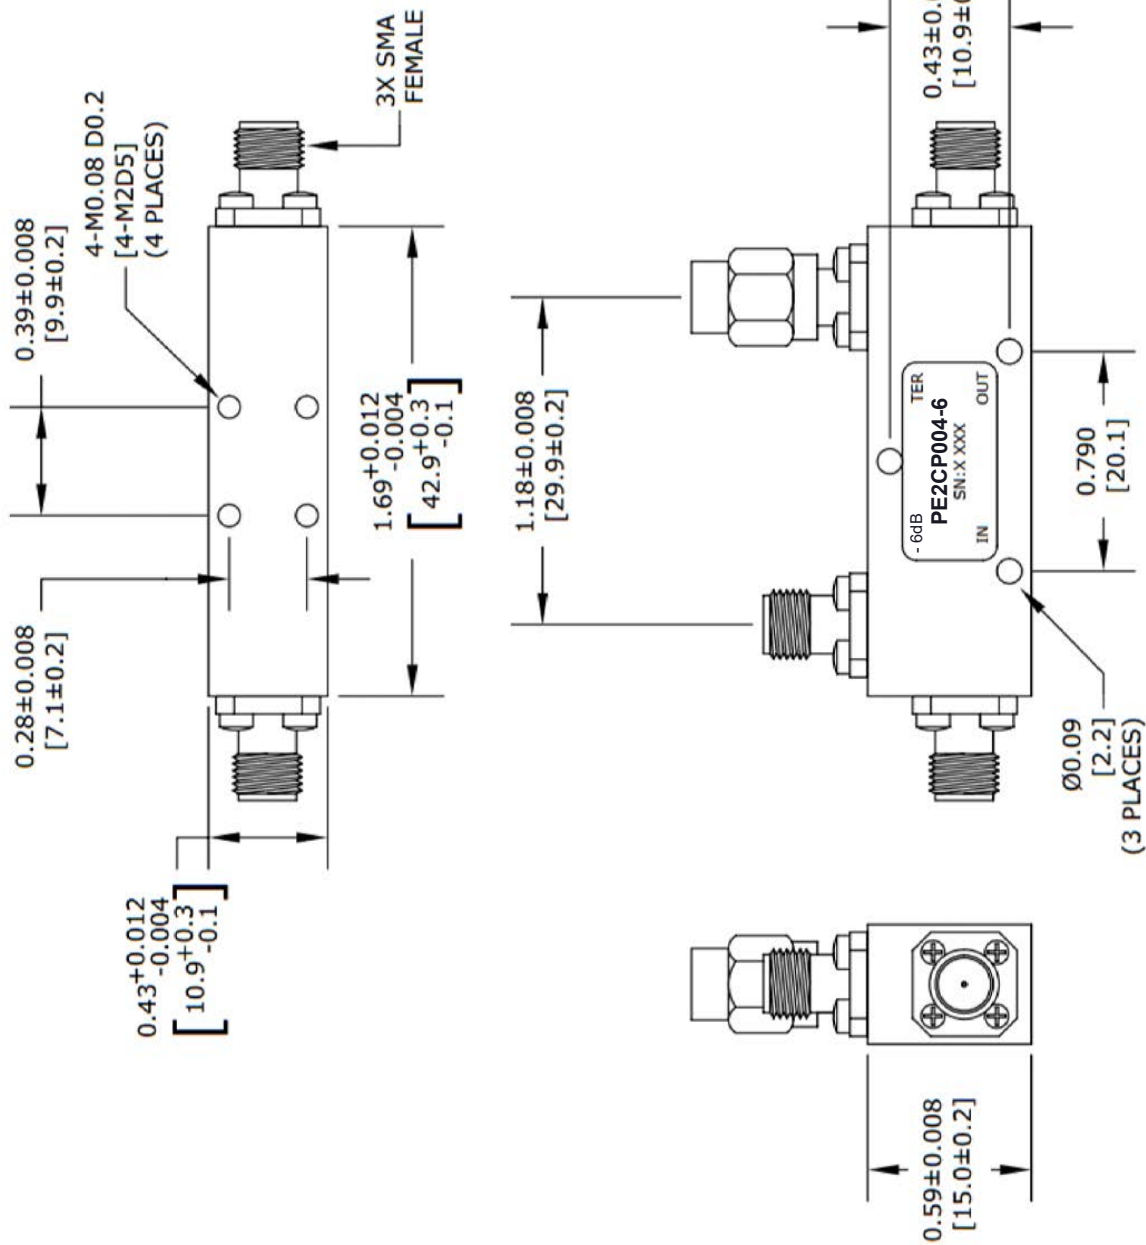 0.39±0.008
[9.9±0.2]
4-M0.08 D0.2
[4-M2D5]
(4 PLACES)
3X SMA
FEMALE
0.28±0.008
[7.1±0.2]
1.69+0.012
-0.004
[42.9+0.3
-0.1]
0.43+0.012
-0.004
[10.9+0.3
-0.1]
1.18±0.008
[29.9±0.2]
- 6dB
TER
PE2CP004-6
SN:X XXX
IN
OUT
0.790
[20.1]
Ø0.09
[2.2]
(3 PLACES)
0.59±0.008
[15.0±0.2]